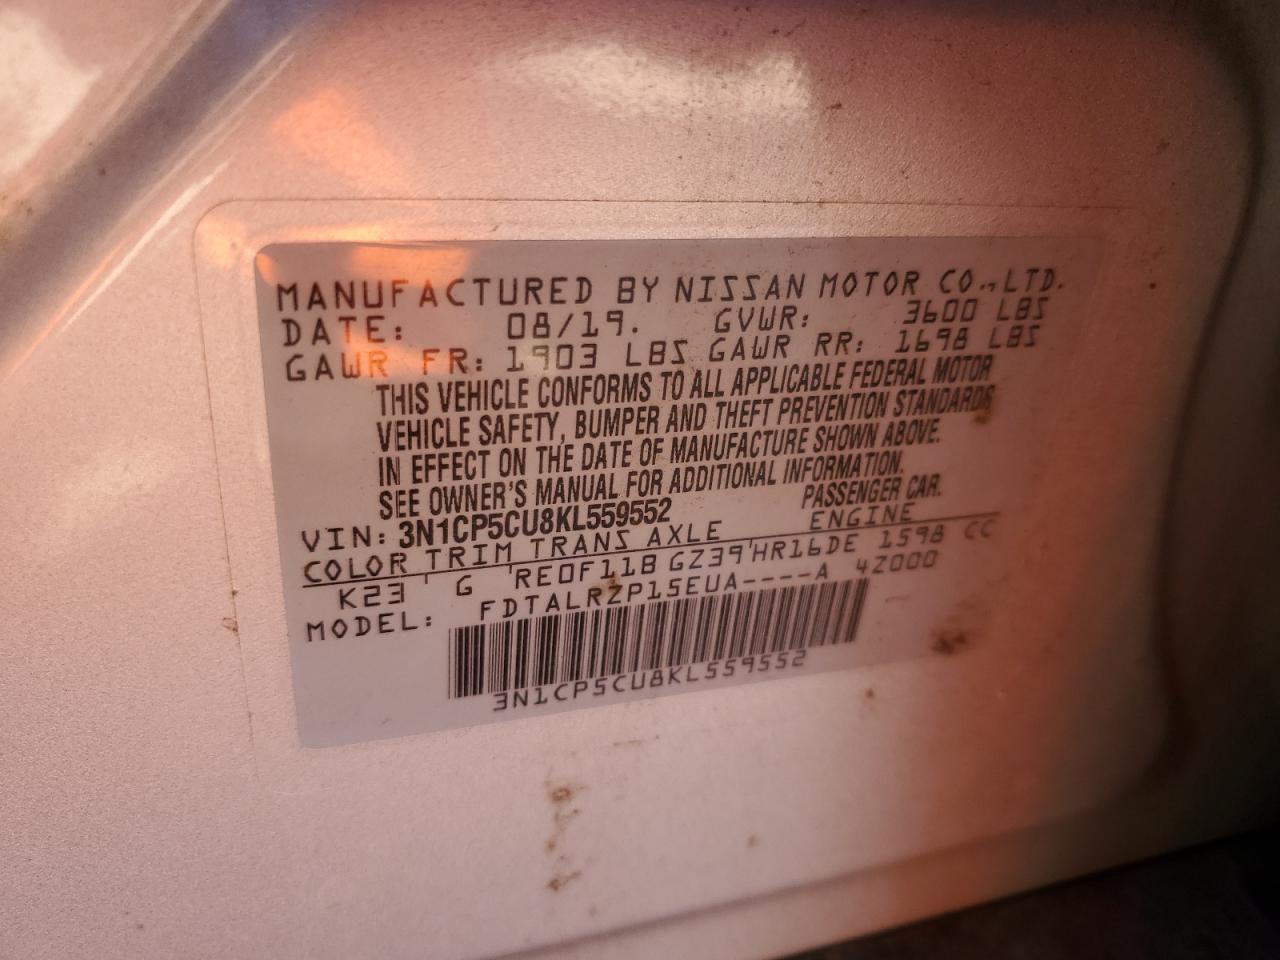 MANUFACTURED BY NISSAN MOTOR CO.,LTD.
DATE: 08/19. GVWR: 3600 LBS
GAWR FR: 1903 LBS GAWR RR: 1698 LBS
THIS VEHICLE CONFORMS TO ALL APPLICABLE FEDERAL MOTOR
VEHICLE SAFETY, BUMPER AND THEFT PREVENTION STANDARDS
IN EFFECT ON THE DATE OF MANUFACTURE SHOWN ABOVE.
SEE OWNER'S MANUAL FOR ADDITIONAL INFORMATION.
VIN: 3N1CP5CU8KL559552 PASSENGER CAR.
COLOR TRIM TRANS AXLE ENGINE
K23 G RE0F11B GZ39 HR16DE 1598 CC
MODEL: FDTALRZP15EUA----A 4Z000
3N1CP5CU8KL559552